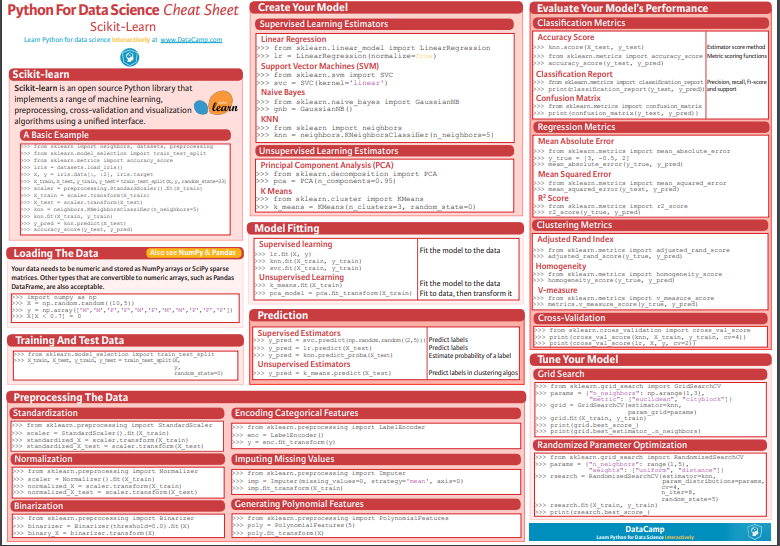 Python For Data Science Cheat Sheet
Scikit-Learn
Learn Python for data science Interactively at www.DataCamp.com
Scikit-learn
Scikit-learn is an open source Python library that
implements a range of machine learning,
preprocessing, cross-validation and visualization
algorithms using a unified interface.
learn
A Basic Example
>>> from sklearn import neighbors, datasets, preprocessing
>>> from sklearn.model_selection import train_test_split
>>> from sklearn.metrics import accuracy_score
>>> iris = datasets.load_iris()
>>> X, y = iris.data[:, :2], iris.target
>>> X_train, X_test, y_train, y_test = train_test_split(X, y, random_state=33)
>>> scaler = preprocessing.StandardScaler().fit(X_train)
>>> X_train = scaler.transform(X_train)
>>> X_test = scaler.transform(X_test)
>>> knn = neighbors.KNeighborsClassifier(n_neighbors=5)
>>> knn.fit(X_train, y_train)
>>> y_pred = knn.predict(X_test)
>>> accuracy_score(y_test, y_pred)
Loading The Data
Also see NumPy & Pandas
Your data needs to be numeric and stored as NumPy arrays or SciPy sparse
matrices. Other types that are convertible to numeric arrays, such as Pandas
DataFrame, are also acceptable.
>>> import numpy as np
>>> X = np.random.random((10,5))
>>> y = np.array(['M','M','F','F','M','F','M','M','F','F','F'])
>>> X[X < 0.7] = 0
Training And Test Data
>>> from sklearn.model_selection import train_test_split
>>> X_train, X_test, y_train, y_test = train_test_split(X,
y,
random_state=0)
Preprocessing The Data
Standardization
>>> from sklearn.preprocessing import StandardScaler
>>> scaler = StandardScaler().fit(X_train)
>>> standardized_X = scaler.transform(X_train)
>>> standardized_X_test = scaler.transform(X_test)
Normalization
>>> from sklearn.preprocessing import Normalizer
>>> scaler = Normalizer().fit(X_train)
>>> normalized_X = scaler.transform(X_train)
>>> normalized_X_test = scaler.transform(X_test)
Binarization
>>> from sklearn.preprocessing import Binarizer
>>> binarizer = Binarizer(threshold=0.0).fit(X)
>>> binary_X = binarizer.transform(X)
Encoding Categorical Features
>>> from sklearn.preprocessing import LabelEncoder
>>> enc = LabelEncoder()
>>> y = enc.fit_transform(y)
Imputing Missing Values
>>> from sklearn.preprocessing import Imputer
>>> imp = Imputer(missing_values=0, strategy='mean', axis=0)
>>> imp.fit_transform(X_train)
Generating Polynomial Features
>>> from sklearn.preprocessing import PolynomialFeatures
>>> poly = PolynomialFeatures(5)
>>> poly.fit_transform(X)
Create Your Model
Supervised Learning Estimators
Linear Regression
>>> from sklearn.linear_model import LinearRegression
>>> lr = LinearRegression(normalize=True)
Support Vector Machines (SVM)
>>> from sklearn.svm import SVC
>>> svc = SVC(kernel='linear')
Naive Bayes
>>> from sklearn.naive_bayes import GaussianNB
>>> gnb = GaussianNB()
KNN
>>> from sklearn import neighbors
>>> knn = neighbors.KNeighborsClassifier(n_neighbors=5)
Unsupervised Learning Estimators
Principal Component Analysis (PCA)
>>> from sklearn.decomposition import PCA
>>> pca = PCA(n_components=0.95)
K Means
>>> from sklearn.cluster import KMeans
>>> k_means = KMeans(n_clusters=3, random_state=0)
Model Fitting
Supervised learning
>>> lr.fit(X, y)
Fit the model to the data
>>> knn.fit(X_train, y_train)
>>> svc.fit(X_train, y_train)
Unsupervised Learning
>>> k_means.fit(X_train)
Fit the model to the data
>>> pca_model = pca.fit_transform(X_train)
Fit to data, then transform it
Prediction
Supervised Estimators
>>> y_pred = svc.predict(np.random.random((2,5)))
Predict labels
>>> y_pred = lr.predict(X_test)
Predict labels
>>> y_pred = knn.predict_proba(X_test)
Estimate probability of a label
Unsupervised Estimators
>>> y_pred = k_means.predict(X_test)
Predict labels in clustering algos
Evaluate Your Model's Performance
Classification Metrics
Accuracy Score
>>> knn.score(X_test, y_test)
Estimator score method
>>> from sklearn.metrics import accuracy_score
Metric scoring functions
>>> accuracy_score(y_test, y_pred)
Classification Report
>>> from sklearn.metrics import classification_report
Precision, recall, f1-score
>>> print(classification_report(y_test, y_pred))
and support
Confusion Matrix
>>> from sklearn.metrics import confusion_matrix
>>> print(confusion_matrix(y_test, y_pred))
Regression Metrics
Mean Absolute Error
>>> from sklearn.metrics import mean_absolute_error
>>> y_true = [3, -0.5, 2]
>>> mean_absolute_error(y_true, y_pred)
Mean Squared Error
>>> from sklearn.metrics import mean_squared_error
>>> mean_squared_error(y_test, y_pred)
R² Score
>>> from sklearn.metrics import r2_score
>>> r2_score(y_true, y_pred)
Clustering Metrics
Adjusted Rand Index
>>> from sklearn.metrics import adjusted_rand_score
>>> adjusted_rand_score(y_true, y_pred)
Homogeneity
>>> from sklearn.metrics import homogeneity_score
>>> homogeneity_score(y_true, y_pred)
V-measure
>>> from sklearn.metrics import v_measure_score
>>> metrics.v_measure_score(y_true, y_pred)
Cross-Validation
>>> from sklearn.cross_validation import cross_val_score
>>> print(cross_val_score(knn, X_train, y_train, cv=4))
>>> print(cross_val_score(lr, X, y, cv=2))
Tune Your Model
Grid Search
>>> from sklearn.grid_search import GridSearchCV
>>> params = {"n_neighbors": np.arange(1,3),
"metric": ["euclidean", "cityblock"]}
>>> grid = GridSearchCV(estimator=knn,
param_grid=params)
>>> grid.fit(X_train, y_train)
>>> print(grid.best_score_)
>>> print(grid.best_estimator_.n_neighbors)
Randomized Parameter Optimization
>>> from sklearn.grid_search import RandomizedSearchCV
>>> params = {"n_neighbors": range(1,5),
"weights": ["uniform", "distance"]}
>>> rsearch = RandomizedSearchCV(estimator=knn,
param_distributions=params,
cv=4,
n_iter=8,
random_state=5)
>>> rsearch.fit(X_train, y_train)
>>> print(rsearch.best_score_)
DataCamp
Learn Python for Data Science Interactively